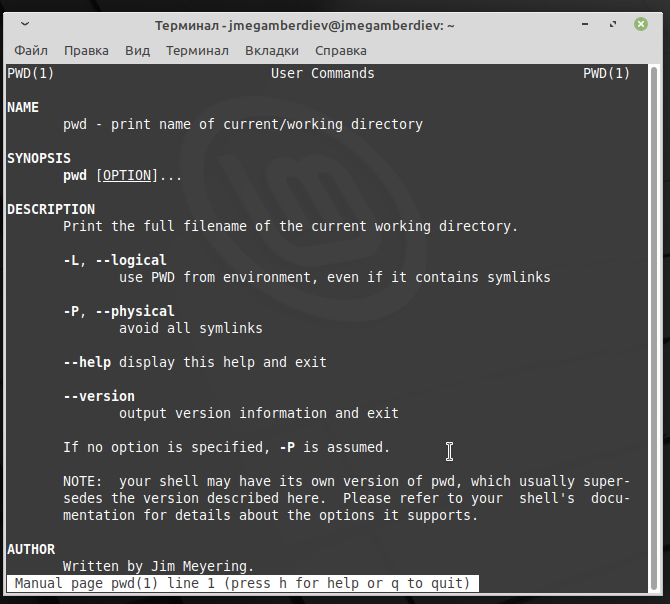 Терминал - jmegamberdiev@jmegamberdiev: ~
Файл Правка Вид Терминал Вкладки Справка
PWD(1) User Commands PWD(1)
NAME
pwd - print name of current/working directory
SYNOPSIS
pwd [OPTION]...
DESCRIPTION
Print the full filename of the current working directory.
-L, --logical
use PWD from environment, even if it contains symlinks
-P, --physical
avoid all symlinks
--help display this help and exit
--version
output version information and exit
If no option is specified, -P is assumed.
NOTE: your shell may have its own version of pwd, which usually super-
sedes the version described here. Please refer to your shell's docu-
mentation for details about the options it supports.
AUTHOR
Written by Jim Meyering.
Manual page pwd(1) line 1 (press h for help or q to quit)